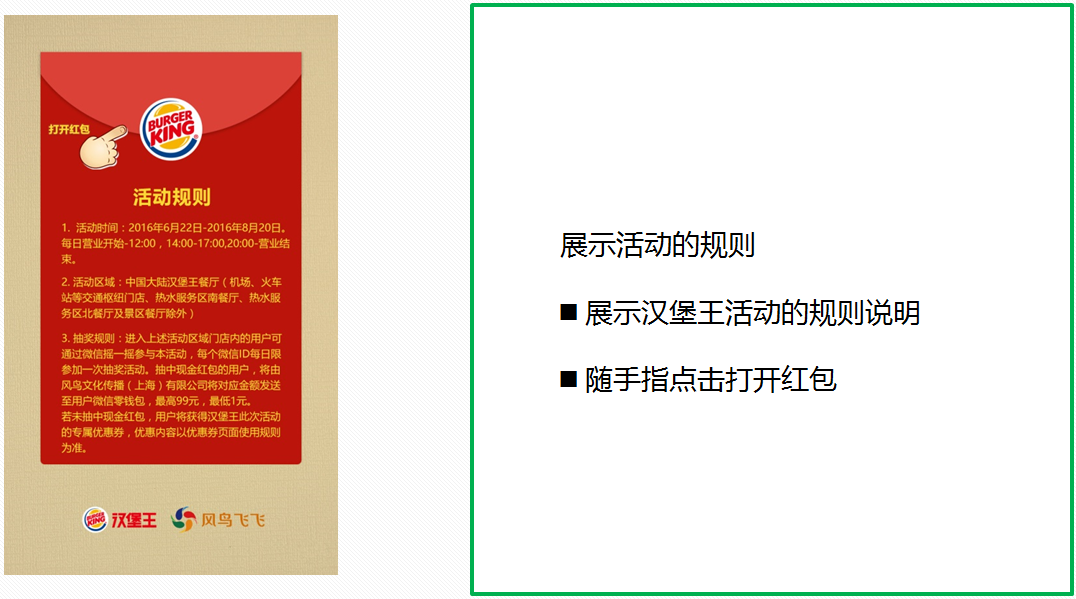 打开红包
BURGER
KING
活动规则
1. 活动时间：2016年6月22日-2016年8月20日。
每日营业开始-12:00，14:00-17:00,20:00-营业结
束。
2. 活动区域：中国大陆汉堡王餐厅（机场、火车
站等交通枢纽门店、热水服务区南餐厅、热水服
务区北餐厅及景区餐厅除外）
3. 抽奖规则：进入上述活动区域门店内的用户可
通过微信摇一摇参与本活动，每个微信ID每日限
参加一次抽奖活动。抽中现金红包的用户，将由
风鸟文化传播（上海）有限公司将对应金额发送
至用户微信零钱包，最高99元，最低1元。
若未抽中现金红包，用户将获得汉堡王此次活动
的专属优惠券，优惠内容以优惠券页面使用规则
为准。
BURGER
KING
汉堡王
风鸟飞飞
展示活动的规则
■ 展示汉堡王活动的规则说明
■ 随手指点击打开红包